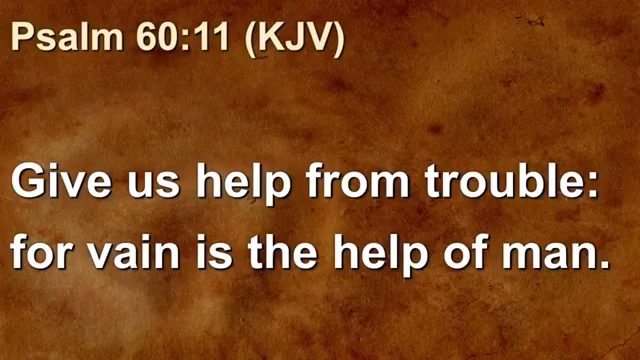 Psalm 60:11 (KJV)
Give us help from trouble:
for vain is the help of man.